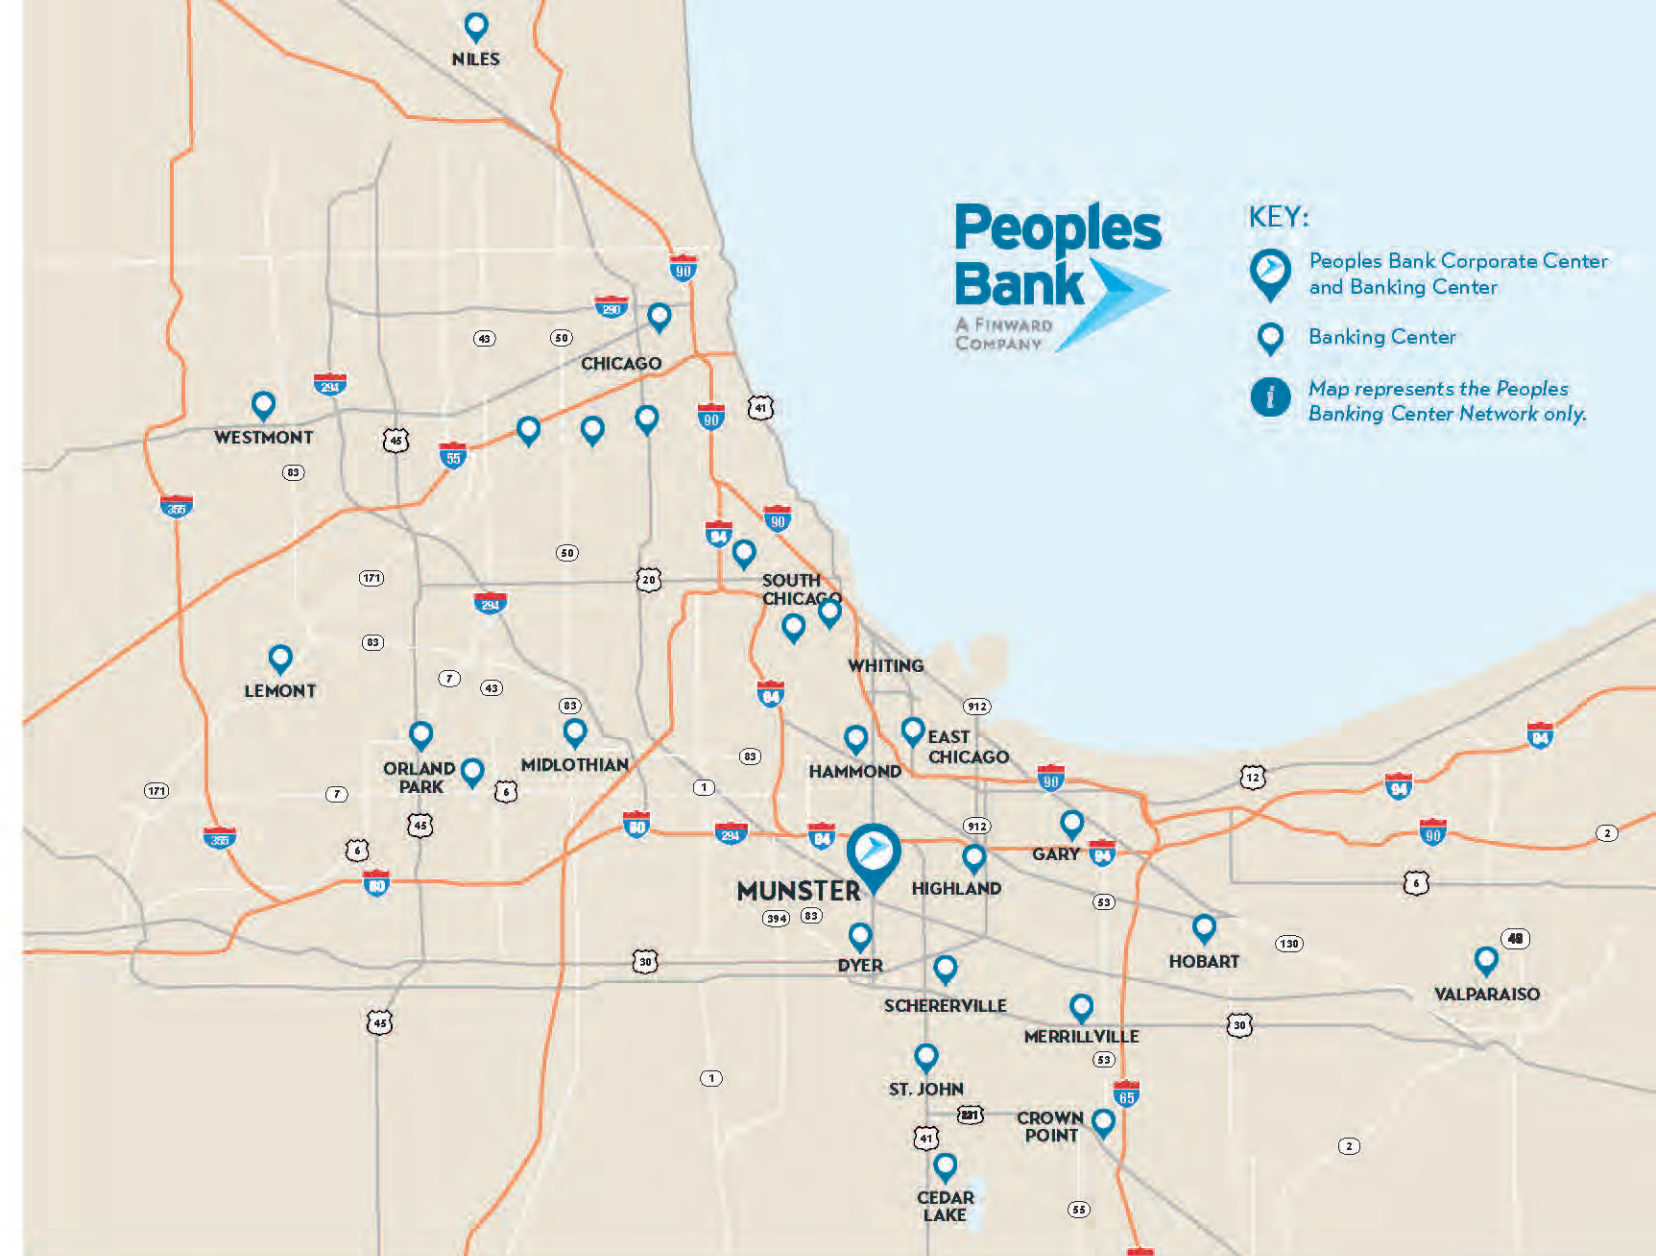 NILES
Peoples
Bank
A FINWARD
COMPANY
KEY:
Peoples Bank Corporate Center
and Banking Center
Banking Center
i
Map represents the Peoples
Banking Center Network only.
90
290
43
50
CHICAGO
294
41
90
WESTMONT
45
55
83
355
90
94
50
171
20
SOUTH
CHICAGO
294
83
LEMONT
7
43
83
WHITING
94
912
ORLAND
PARK
MIDLOTHIAN
6
83
HAMMOND
EAST
CHICAGO
94
90
12
94
171
7
1
45
355
6
80
294
94
912
GARY
94
90
2
80
MUNSTER
HIGHLAND
6
394
83
53
DYER
HOBART
130
49
30
VALPARAISO
SCHERERVILLE
45
MERRILLVILLE
30
53
1
ST. JOHN
65
231
CROWN
POINT
41
2
CEDAR
LAKE
55